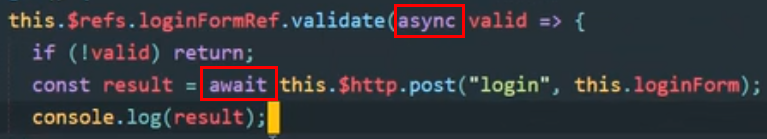 this.$refs.loginFormRef.validate(async valid => {
if (!valid) return;
const result = await this.$http.post("login", this.loginForm);
console.log(result);